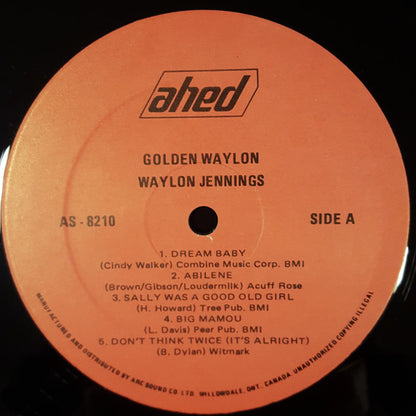 ahed
GOLDEN WAYLON
WAYLON JENNINGS
AS - 8210
SIDE A
1. DREAM BABY
(Cindy Walker) Combine Music Corp. BMI
2. ABILENE
(Brown/Gibson/Loudermilk) Acuff Rose
3. SALLY WAS A GOOD OLD GIRL
(H. Howard) Tree Pub. BMI
4. BIG MAMOU
(L. Davis) Peer Pub. BMI
5. DON'T THINK TWICE (IT'S ALRIGHT)
(B. Dylan) Witmark
MANUFACTURED AND DISTRIBUTED BY ARC SOUND CO. LTD. WILLOWDALE, ONT. CANADA. UNAUTHORIZED COPYING ILLEGAL